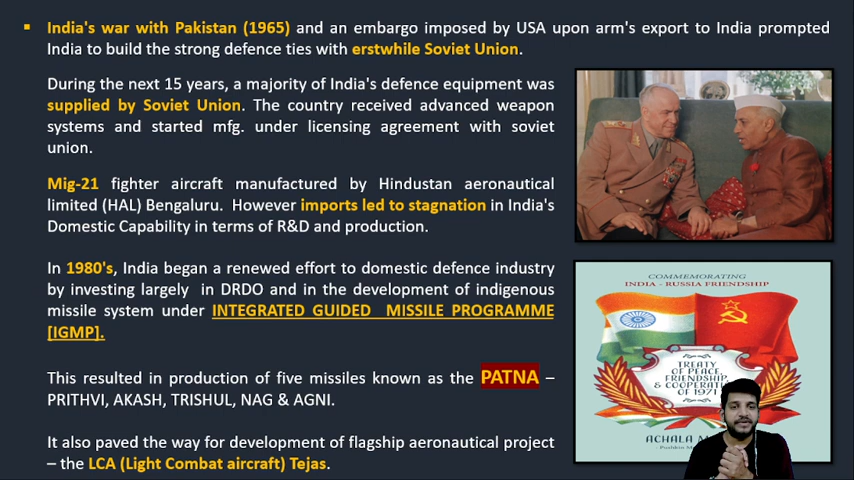 India's war with Pakistan (1965) and an embargo imposed by USA upon arm's export to India prompted
India to build the strong defence ties with erstwhile Soviet Union.
During the next 15 years, a majority of India's defence equipment was
supplied by Soviet Union. The country received advanced weapon
systems and started mfg. under licensing agreement with soviet
union.
Mig-21 fighter aircraft manufactured by Hindustan aeronautical
limited (HAL) Bengaluru. However imports led to stagnation in India's
Domestic Capability in terms of R&D and production.
In 1980's, India began a renewed effort to domestic defence industry
by investing largely in DRDO and in the development of indigenous
missile system under INTEGRATED GUIDED MISSILE PROGRAMME
[IGMP].
This resulted in production of five missiles known as the PATNA –
PRITHVI, AKASH, TRISHUL, NAG & AGNI.
It also paved the way for development of flagship aeronautical project
– the LCA (Light Combat aircraft) Tejas.
COMMEMORATING
INDIA - RUSSIA FRIENDSHIP
TREATY
OF PEACE,
FRIENDSHIP,
& COOPERATION
OF 1971
ACHALA